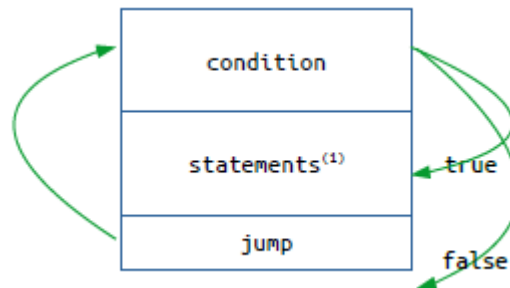 condition
statements⁽¹⁾
true
jump
false